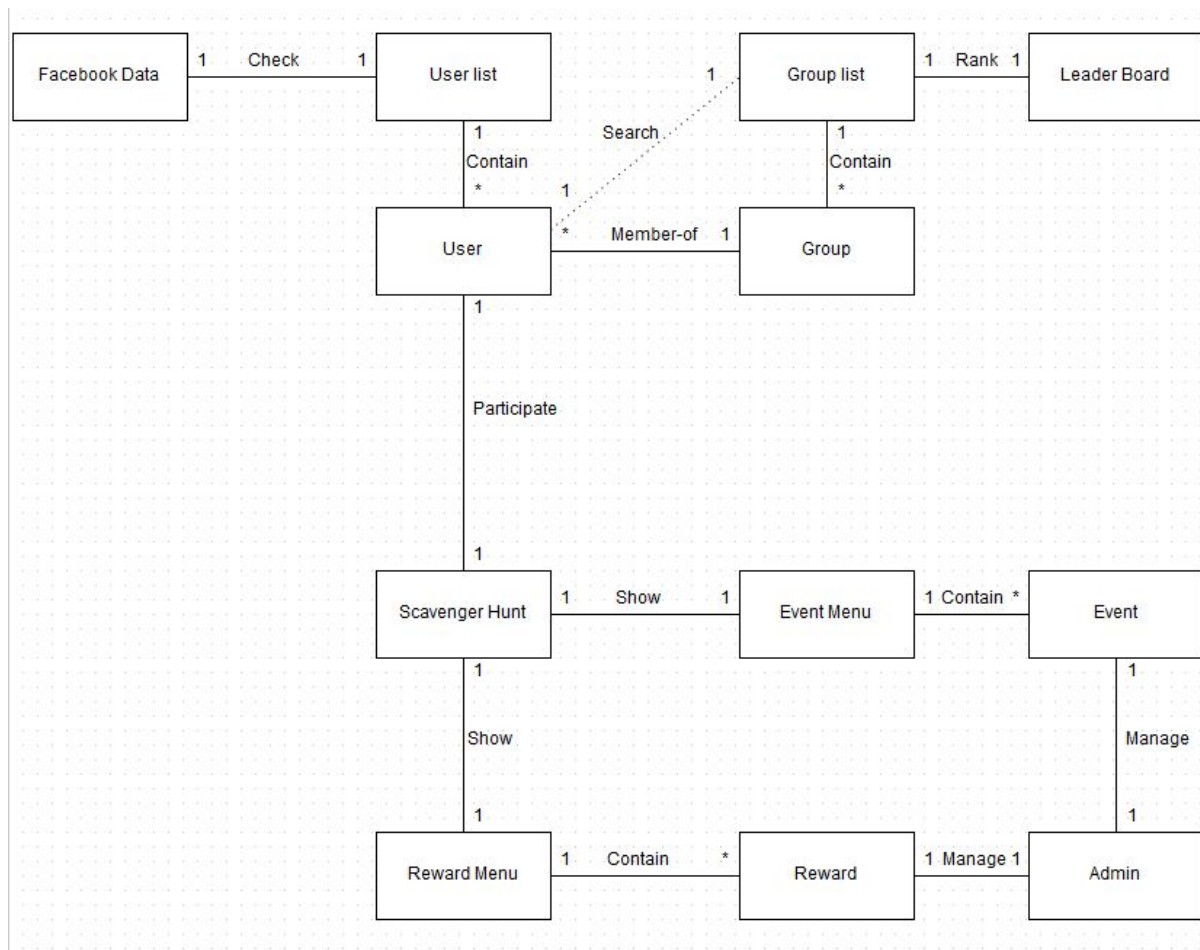 Facebook Data
1 Check 1
User list
1
Group list
1 Rank 1
Leader Board
Search
1
Contain
*
1
Contain
*
1
User
* Member-of 1
Group
1
Participate
1
Scavenger Hunt
1 Show 1
Event Menu
1 Contain *
Event
1
Show
1
1
Manage
1
Reward Menu
1 Contain *
Reward
1 Manage 1
Admin